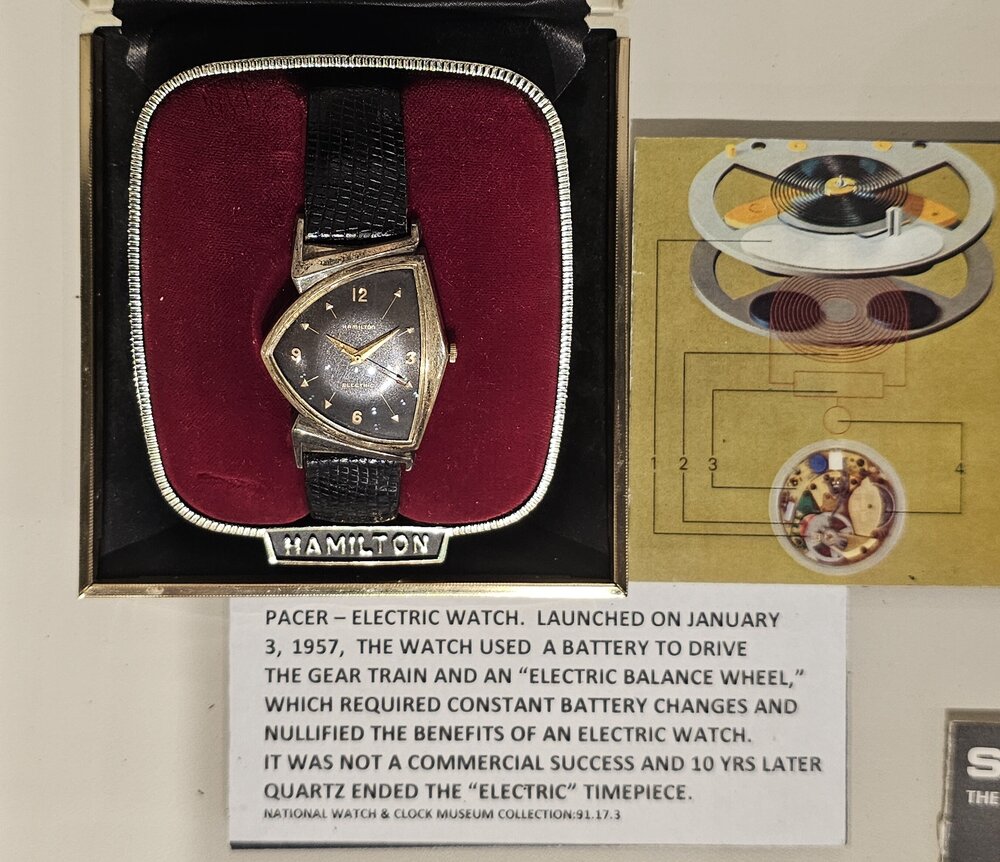 12
HAMILTON
9
3
ELECTRIC
6
HAMILTON
1 2 3
4
PACER – ELECTRIC WATCH. LAUNCHED ON JANUARY
3, 1957, THE WATCH USED A BATTERY TO DRIVE
THE GEAR TRAIN AND AN “ELECTRIC BALANCE WHEEL,”
WHICH REQUIRED CONSTANT BATTERY CHANGES AND
NULLIFIED THE BENEFITS OF AN ELECTRIC WATCH.
IT WAS NOT A COMMERCIAL SUCCESS AND 10 YRS LATER
QUARTZ ENDED THE “ELECTRIC” TIMEPIECE.
NATIONAL WATCH & CLOCK MUSEUM COLLECTION:91.17.3
S
THE